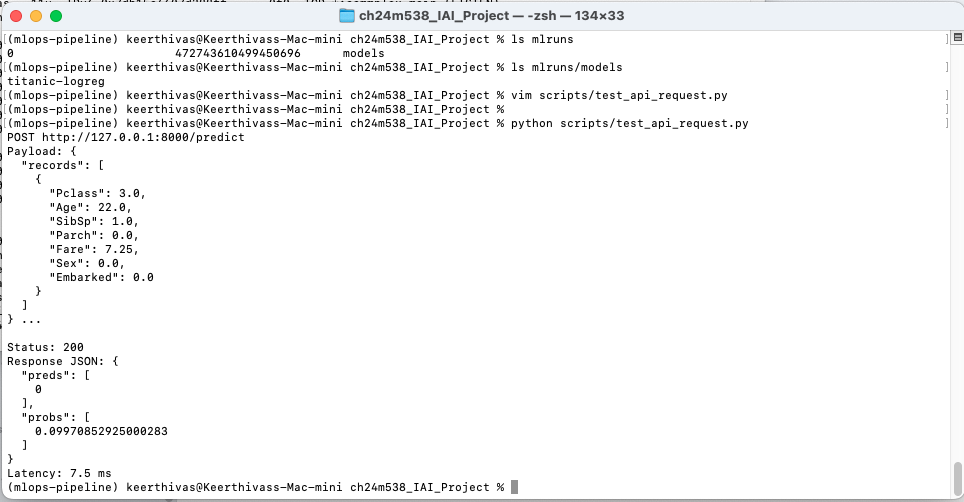 ch24m538_IAI_Project — -zsh — 134×33
[(mlops-pipeline) keerthivas@Keerthivass-Mac-mini ch24m538_IAI_Project % ls mlruns ]
0                       472743610499450696      models
[(mlops-pipeline) keerthivas@Keerthivass-Mac-mini ch24m538_IAI_Project % ls mlruns/models ]
titanic-logreg
[(mlops-pipeline) keerthivas@Keerthivass-Mac-mini ch24m538_IAI_Project % vim scripts/test_api_request.py ]
[(mlops-pipeline) keerthivas@Keerthivass-Mac-mini ch24m538_IAI_Project % ]
[(mlops-pipeline) keerthivas@Keerthivass-Mac-mini ch24m538_IAI_Project % python scripts/test_api_request.py ]
POST http://127.0.0.1:8000/predict
Payload: {
  "records": [
    {
      "Pclass": 3.0,
      "Age": 22.0,
      "SibSp": 1.0,
      "Parch": 0.0,
      "Fare": 7.25,
      "Sex": 0.0,
      "Embarked": 0.0
    }
  ]
} ...
Status: 200
Response JSON: {
  "preds": [
    0
  ],
  "probs": [
    0.09970852925000283
  ]
}
Latency: 7.5 ms
(mlops-pipeline) keerthivas@Keerthivass-Mac-mini ch24m538_IAI_Project %